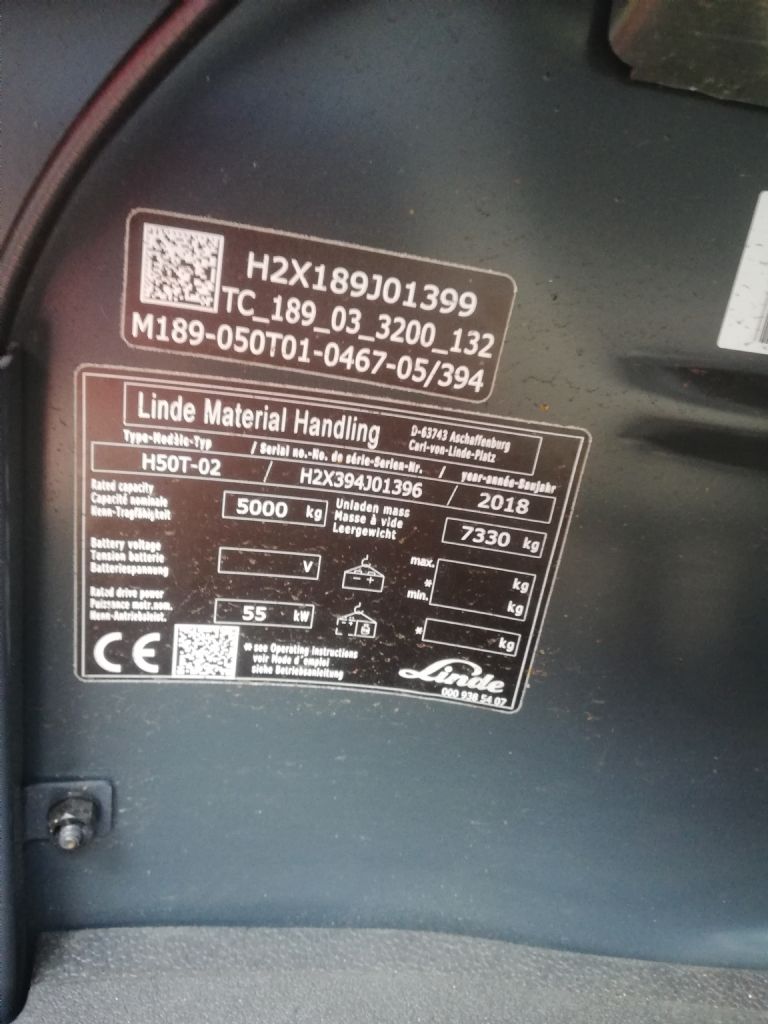 H2X189J01399
TC_189_03_3200_132
M189-050T01-0467-05/394
Linde Material Handling
D-63743 Aschaffenburg
Carl-von-Linde-Platz
Type-Modèle-Typ / Serial no.-No. de série-Serien-Nr. / year-année-Baujahr
H50T-02 / H2X394J01396 / 2018
Rated capacity
Capacité nominale
Nenn-Tragfähigkeit
5000 kg
Unladen mass
Masse à vide
Leergewicht
7330 kg
Battery voltage
Tension batterie
Batteriespannung
V
max.
*
min.
kg
kg
Rated drive power
Puissance motr.nom.
Nenn-Antriebsleist.
55 kW
*
kg
CE
* see Operating Instructions
voir Mode d'emploi
siehe Betriebsanleitung
Linde
000 938 54 07